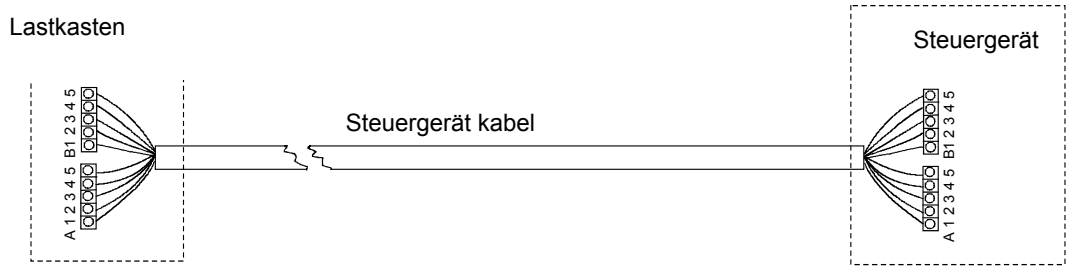 Lastkasten
Steuergerät
Steuergerät kabel
B1 2 3 4 5
A 1 2 3 4 5
B1 2 3 4 5
A 1 2 3 4 5